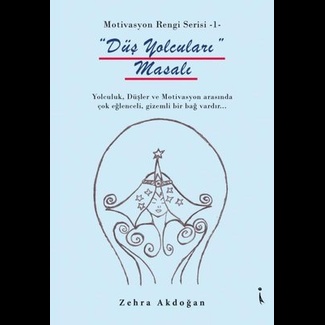 Motivasyon Rengi Serisi -1-
"Düş Yolcuları"
Masalı
Yolculuk, Düşler ve Motivasyon arasında
çok eğlenceli, gizemli bir bağ vardır...
Zehra Akdoğan